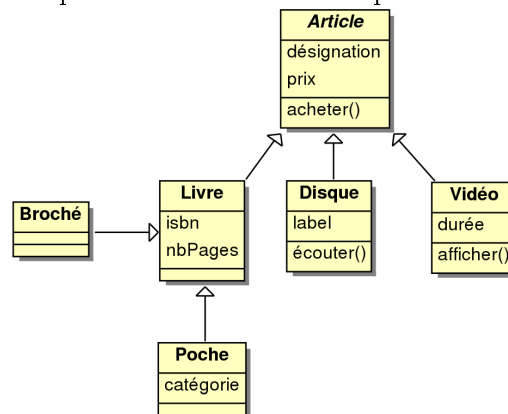 Article
désignation
prix
acheter()
Livre
isbn
nbPages
Disque
label
écouter()
Vidéo
durée
afficher()
Broché
Poche
catégorie